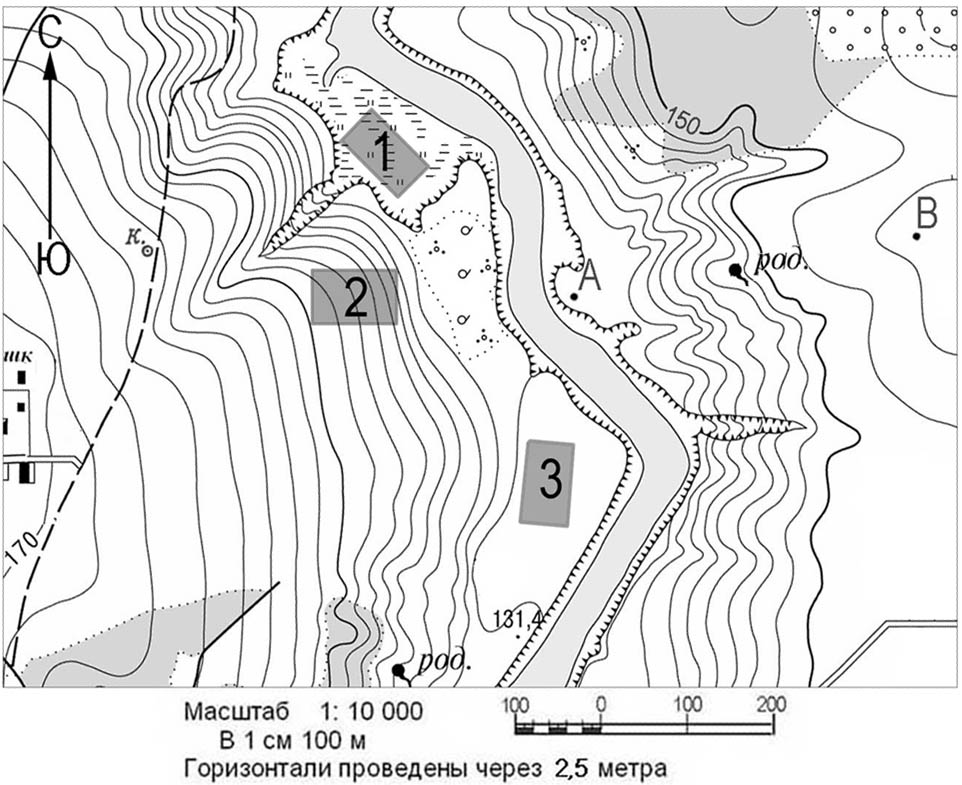 С
150
1
В
К.
Ю
род.
А
2
шк
3
170
131,4
род.
Масштаб 1: 10 000
В 1 см 100 м
Горизонтали проведены через 2,5 метра
100 0 100 200